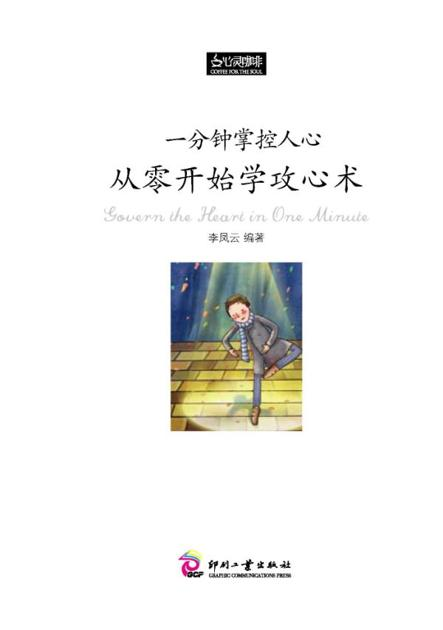 心灵咖啡
COFFEE FOR THE SOUL
一分钟掌控人心
从零开始学攻心术
Govern the Heart in One Minute
李凤云 编著
GCP
印刷工业出版社
GRAPHIC COMMUNICATIONS PRESS